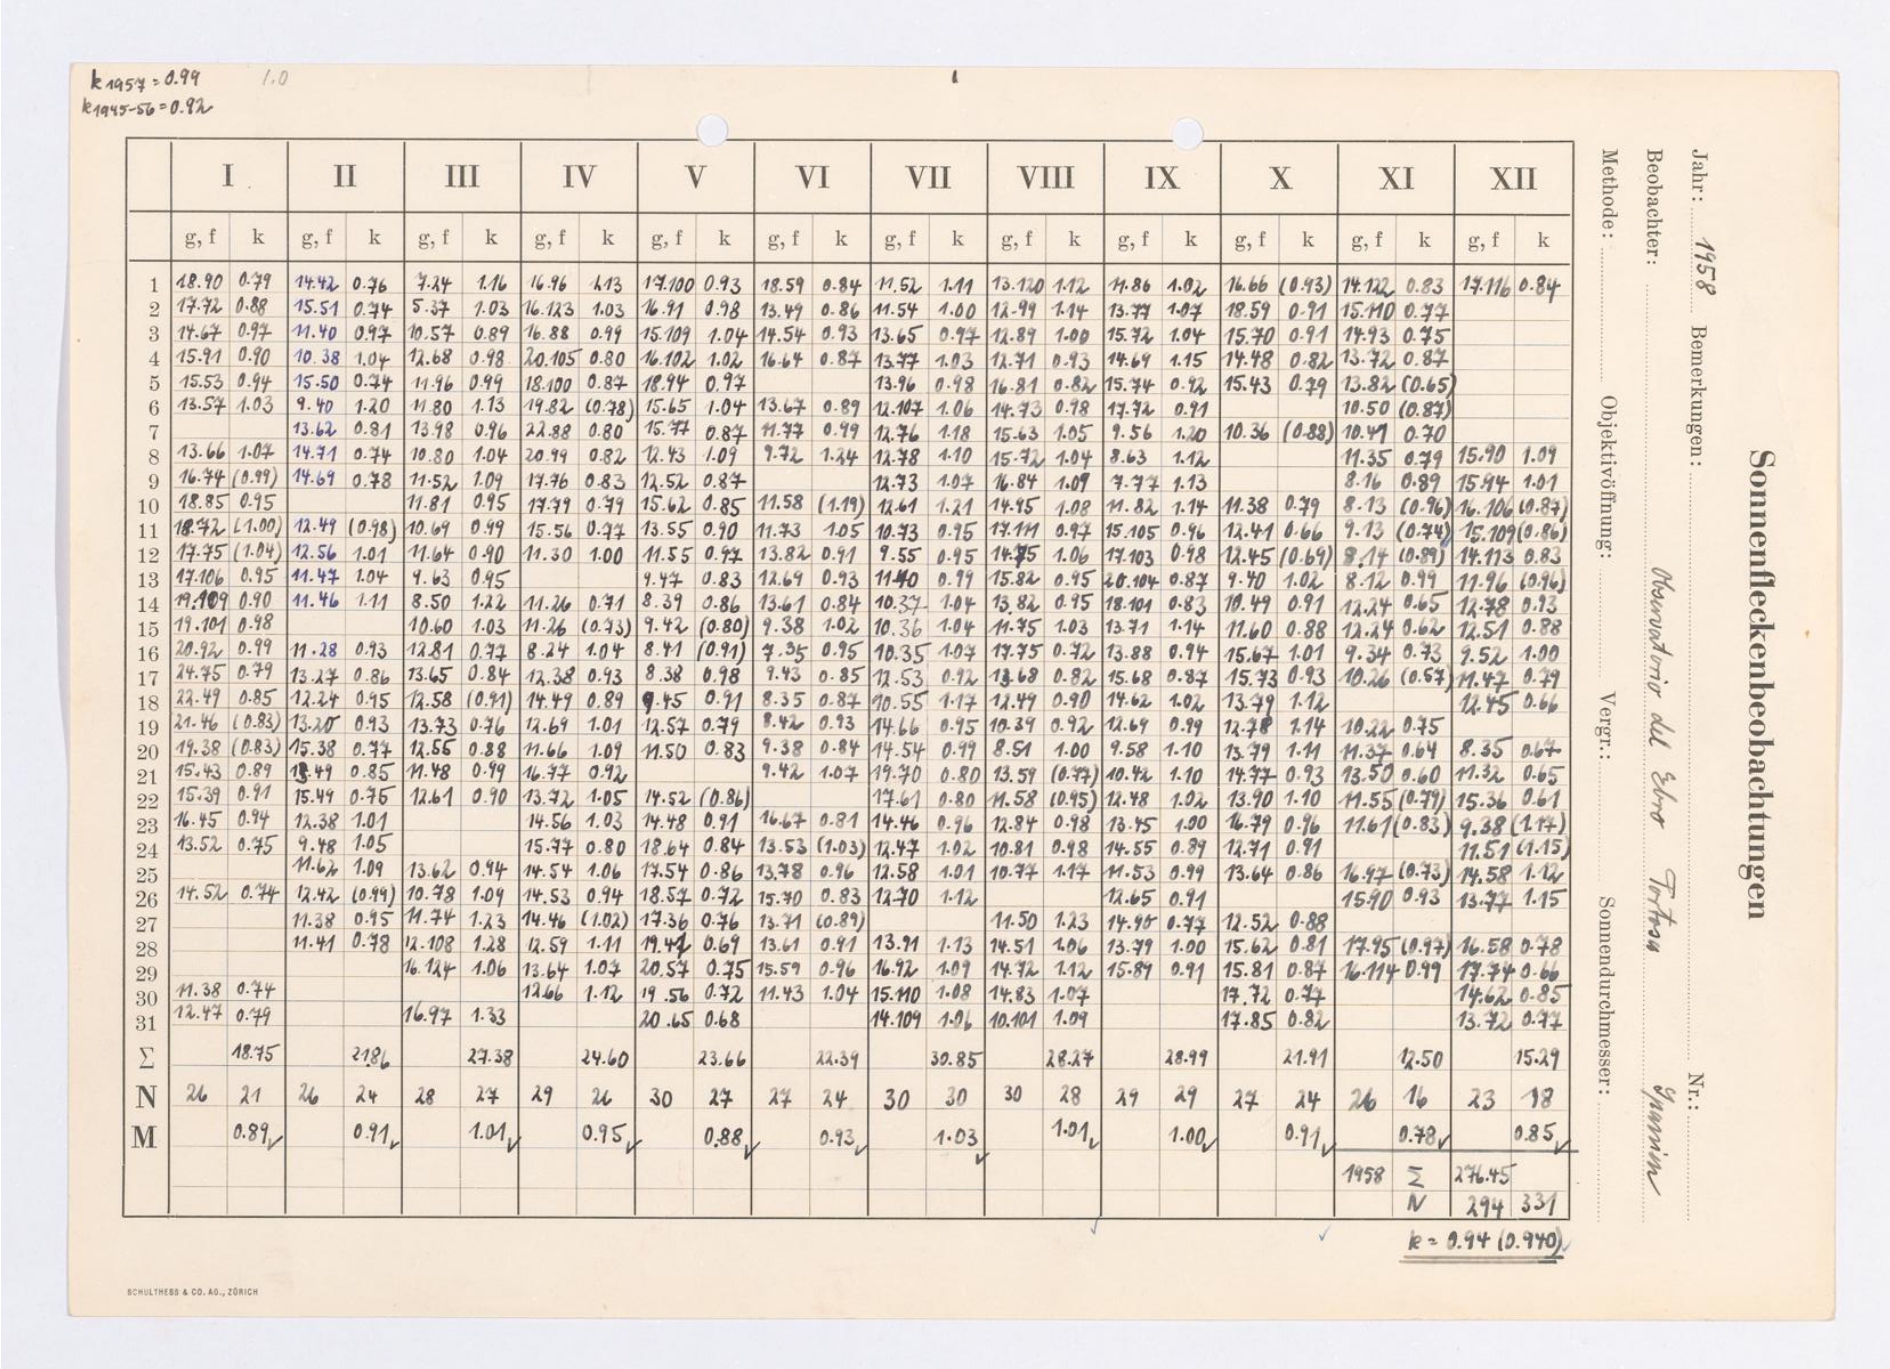 k1957=0.99 1.0
k1945-56=0.92
I II III IV V VI VII VIII IX X XI XII
g, f k g, f k g, f k g, f k g, f k g, f k g, f k g, f k g, f k g, f k g, f k g, f k
1 18.90 0.79 14.42 0.76 7.24 1.16 16.96 1.13 17.100 0.93 18.59 0.84 11.52 1.11 13.120 1.12 11.86 1.02 16.66 (0.93) 14.122 0.83 17.116 0.84
2 17.72 0.88 15.51 0.74 5.37 1.03 16.123 1.03 16.91 0.98 13.49 0.86 11.54 1.00 12.99 1.14 13.77 1.07 18.59 0.91 15.110 0.77
3 14.67 0.97 11.40 0.97 10.57 0.89 16.88 0.99 15.109 1.04 14.54 0.93 13.65 0.97 12.89 1.00 15.72 1.04 15.70 0.91 14.93 0.75
4 15.91 0.90 10.38 1.04 12.68 0.98 20.105 0.80 16.102 1.02 16.64 0.87 13.77 1.03 12.71 0.93 14.69 1.15 14.48 0.82 13.72 0.87
5 15.53 0.94 15.50 0.74 11.96 0.99 18.100 0.87 18.94 0.97 13.96 0.98 16.81 0.82 15.74 0.92 15.43 0.79 13.82 (0.65)
6 13.57 1.03 9.40 1.20 11.80 1.13 19.82 (0.78) 15.65 1.04 13.67 0.89 12.107 1.06 14.73 0.98 17.72 0.91 10.50 (0.87)
7 13.62 0.81 13.98 0.96 22.88 0.80 15.77 0.87 11.77 0.99 12.76 1.18 15.63 1.05 9.56 1.20 10.36 (0.88) 10.41 0.70
8 13.66 1.07 14.71 0.74 10.80 1.04 20.99 0.82 12.43 1.09 9.72 1.24 12.78 1.10 15.72 1.04 8.63 1.12 11.35 0.79 15.90 1.09
9 16.74 (0.99) 14.69 0.78 11.52 1.09 17.76 0.83 12.52 0.87 12.73 1.07 16.84 1.09 7.77 1.13 8.16 0.89 15.94 1.01
10 18.85 0.95 11.81 0.95 17.79 0.79 15.62 0.85 11.58 (1.19) 12.61 1.21 14.95 1.08 11.82 1.14 11.38 0.79 8.13 (0.96) 16.106 (0.87)
11 18.72 (1.00) 12.49 (0.98) 10.69 0.99 15.56 0.77 13.55 0.90 11.73 1.05 10.73 0.95 17.111 0.97 15.105 0.96 12.41 0.66 9.13 (0.74) 15.109 (0.86)
12 17.75 (1.04) 12.56 1.01 11.64 0.90 11.30 1.00 11.55 0.97 13.82 0.91 9.55 0.95 14.75 1.06 17.103 0.98 12.45 (0.69) 8.14 (0.89) 14.113 0.83
13 17.106 0.95 11.47 1.04 9.63 0.95 9.47 0.83 12.69 0.93 11.40 0.99 15.82 0.95 20.104 0.87 9.40 1.02 8.12 0.99 11.96 (0.96)
14 19.109 0.90 11.46 1.11 8.50 1.22 11.26 0.71 8.39 0.86 13.61 0.84 10.37 1.04 13.82 0.95 18.101 0.83 10.49 0.91 12.24 0.65 12.78 0.93
15 19.101 0.98 10.60 1.03 11.26 (0.73) 9.42 (0.80) 9.38 1.02 10.36 1.04 11.75 1.03 13.71 1.14 11.60 0.88 12.24 0.62 12.51 0.88
16 20.92 0.99 11.28 0.93 12.81 0.77 8.24 1.04 8.41 (0.91) 7.35 0.95 10.35 1.07 17.75 0.72 13.88 0.94 15.67 1.01 9.34 0.73 9.52 1.00
17 24.75 0.79 13.27 0.86 13.65 0.84 12.38 0.93 8.38 0.98 9.43 0.85 12.53 0.92 13.68 0.82 15.68 0.87 15.73 0.93 10.26 (0.57) 11.47 0.79
18 22.49 0.85 12.24 0.95 12.58 (0.91) 14.49 0.89 9.45 0.91 8.35 0.87 10.55 1.17 12.49 0.90 14.62 1.02 13.79 1.12 12.45 0.66
19 21.46 (0.83) 13.20 0.93 13.73 0.76 12.69 1.01 12.57 0.79 8.42 0.93 14.66 0.95 10.39 0.92 12.69 0.99 12.78 1.14 10.22 0.75
20 19.38 (0.83) 15.38 0.77 12.55 0.88 11.66 1.09 11.50 0.83 9.38 0.84 14.54 0.99 8.51 1.00 9.58 1.10 13.79 1.11 11.37 0.64 8.35 0.67
21 15.43 0.89 13.49 0.85 11.48 0.99 16.77 0.92 9.42 1.07 19.70 0.80 13.59 (0.77) 10.42 1.10 14.77 0.93 13.50 0.60 11.32 0.65
22 15.39 0.91 15.49 0.75 12.61 0.90 13.72 1.05 14.52 (0.86) 17.61 0.80 11.58 (0.95) 12.48 1.02 13.90 1.10 11.55 (0.79) 15.36 0.61
23 16.45 0.94 12.38 1.01 14.56 1.03 14.48 0.91 16.67 0.81 14.46 0.96 12.84 0.98 13.45 1.00 16.79 0.96 11.61 (0.83) 9.38 (1.17)
24 13.52 0.75 9.48 1.05 15.77 0.80 18.64 0.84 13.53 (1.03) 12.47 1.02 10.81 0.98 14.55 0.89 12.71 0.91 11.51 (1.15)
25 11.62 1.09 13.62 0.94 14.54 1.06 17.54 0.86 13.78 0.96 12.58 1.01 10.77 1.17 11.53 0.99 13.64 0.86 16.97 (0.73) 14.58 1.12
26 14.52 0.74 12.42 (0.99) 10.78 1.09 14.53 0.94 18.57 0.72 15.70 0.83 12.70 1.12 12.65 0.91 15.90 0.93 13.77 1.15
27 11.38 0.95 11.74 1.23 14.46 (1.02) 17.36 0.76 13.71 (0.89) 11.50 1.23 14.95 0.77 12.52 0.88
28 11.41 0.78 12.108 1.28 12.59 1.11 19.47 0.69 13.61 0.91 13.91 1.13 14.51 1.06 13.79 1.00 15.62 0.81 17.95 (0.97) 16.58 0.78
29 16.124 1.06 13.64 1.07 20.57 0.75 15.59 0.96 16.92 1.09 14.72 1.12 15.89 0.91 15.81 0.87 16.114 0.99 17.74 0.66
30 11.38 0.74 12.66 1.12 19.56 0.72 11.43 1.04 15.110 1.08 14.83 1.07 17.72 0.77 14.62 0.85
31 12.47 0.79 16.97 1.33 20.65 0.68 14.109 1.06 10.101 1.09 17.85 0.82 13.72 0.77
Σ 18.75 21.86 27.38 24.60 23.66 22.39 30.85 28.27 28.99 21.91 12.50 15.29
N 26 21 26 24 28 27 29 26 30 27 27 24 30 30 30 28 29 29 27 24 26 16 23 18
M 0.89 0.91 1.01 0.95 0.88 0.93 1.03 1.01 1.00 0.91 0.78 0.85
1958 Σ 276.45
N 294 331
k = 0.94 (0.940)
SCHULTHESS & CO. AG., ZÜRICH
Sonnenfleckenbeobachtungen
Jahr: 1958 Bemerkungen: Nr.:
Beobachter: Observatorio del Ebro Tortosa
Methode: Objektivöffnung: Vergr.: Sonnendurchmesser: